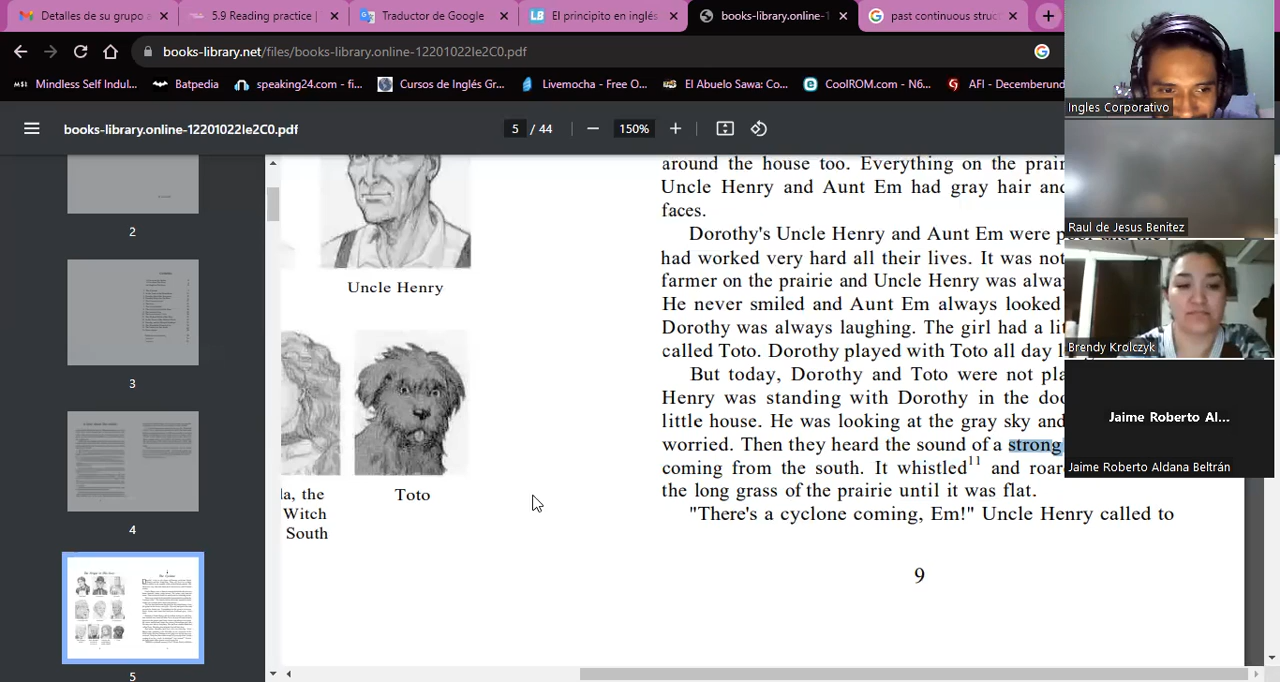 Detalles de su grupo a
5.9 Reading practice |
Traductor de Google
El principito en inglés
books-library.online-1
past continuous struct
books-library.net/files/books-library.online-12201022Ie2C0.pdf
Mindless Self Indul...
Batpedia
speaking24.com - fi...
Cursos de Inglés Gr...
Livemocha - Free O...
El Abuelo Sawa: Co...
CoolROM.com - N6...
AFI - Decemberund
books-library.online-12201022Ie2C0.pdf
5 / 44
150%
2
3
4
5
Uncle Henry
la, the
Witch
South
Toto
around the house too. Everything on the prair
Uncle Henry and Aunt Em had gray hair and
faces.
Dorothy's Uncle Henry and Aunt Em were p
had worked very hard all their lives. It was not
farmer on the prairie and Uncle Henry was alway
He never smiled and Aunt Em always looked
Dorothy was always laughing. The girl had a lit
called Toto. Dorothy played with Toto all day l
But today, Dorothy and Toto were not pla
Henry was standing with Dorothy in the doo
little house. He was looking at the gray sky and
worried. Then they heard the sound of a strong
coming from the south. It whistled11 and roar
the long grass of the prairie until it was flat.
"There's a cyclone coming, Em!" Uncle Henry called to
9
Ingles Corporativo
Raul de Jesus Benitez
Brendy Krolczyk
Jaime Roberto Al...
Jaime Roberto Aldana Beltrán